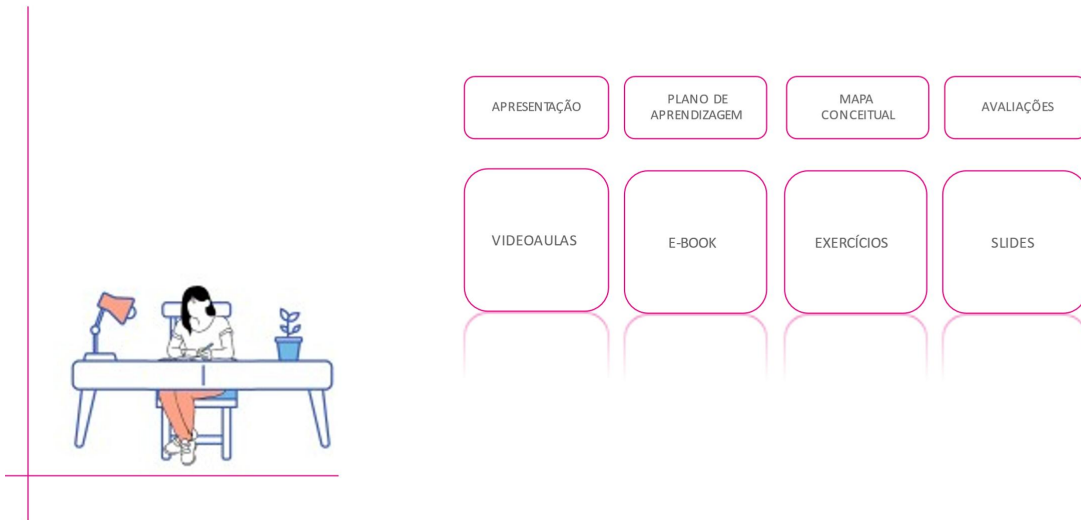 APRESENTAÇÃO
PLANO DE
APRENDIZAGEM
MAPA
CONCEITUAL
AVALIAÇÕES
VIDEOAULAS
E-BOOK
EXERCÍCIOS
SLIDES